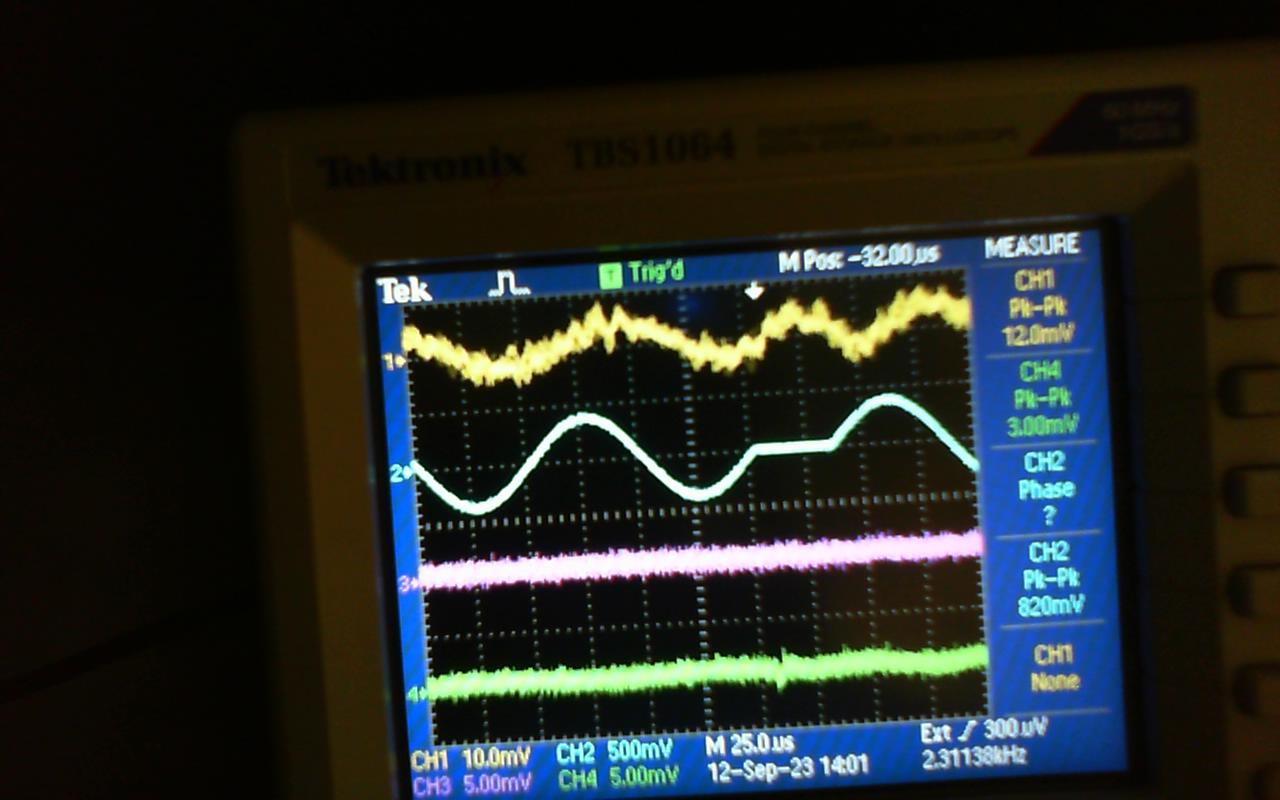 Tektronix TBS1064
Tek
T Trig'd
M Pos: -32.00us
MEASURE
CH1
Pk-Pk
12.0mV
CH4
Pk-Pk
3.00mV
CH2
Phase
?
CH2
Pk-Pk
820mV
CH1
None
1
2
3
4
CH1 10.0mV
CH2 500mV
M 25.0us
Ext 300uV
CH3 5.00mV
CH4 5.00mV
12-Sep-23 14:01
2.31138kHz